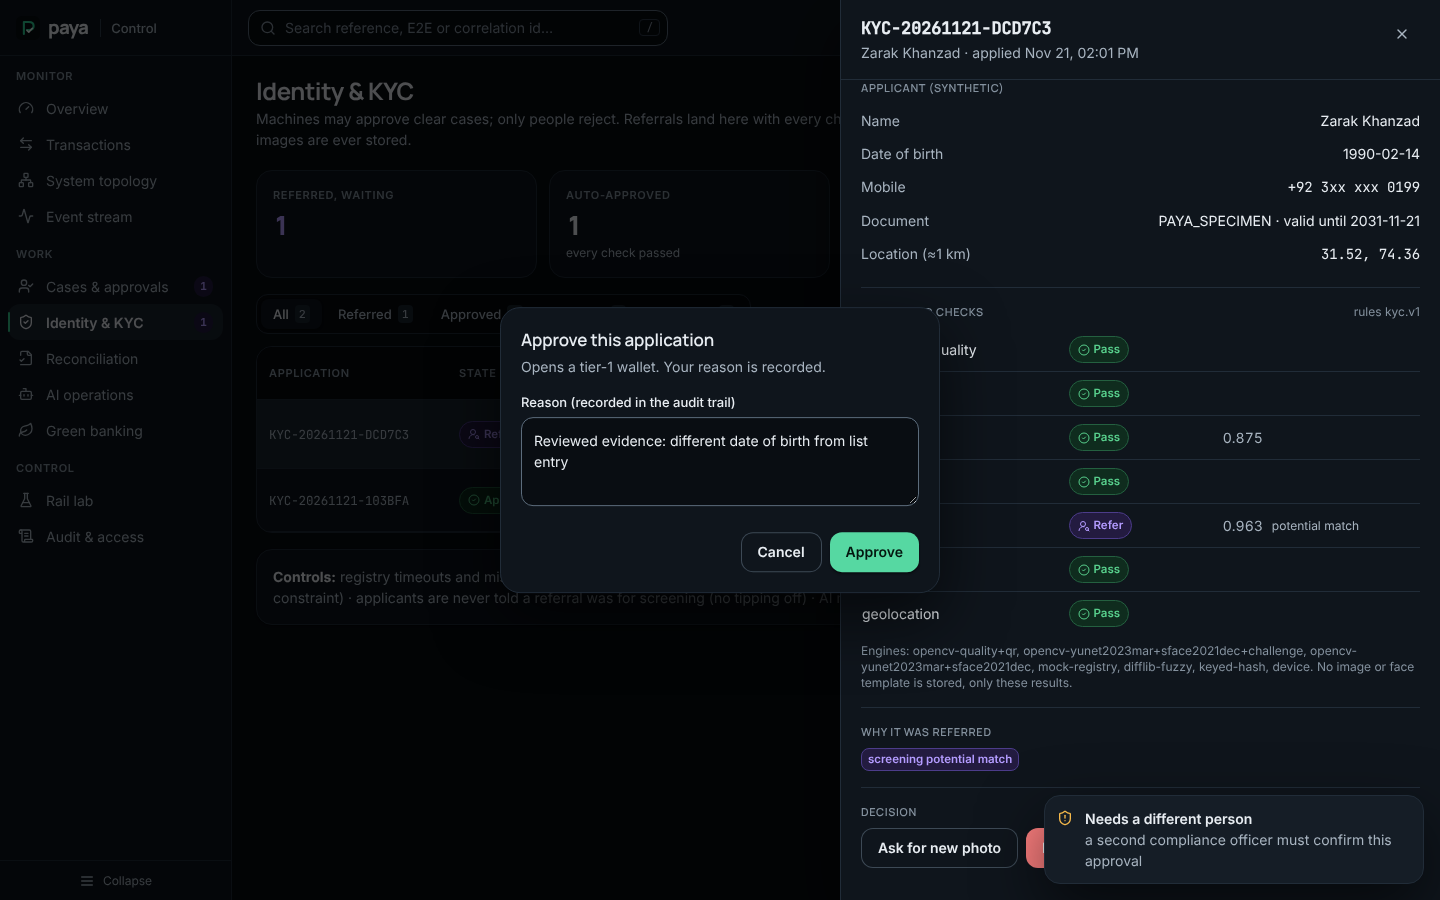 paya
Control
Search reference, E2E or correlation id...
/
MONITOR
Overview
Transactions
System topology
Event stream
WORK
Cases & approvals 1
Identity & KYC 1
Reconciliation
AI operations
Green banking
CONTROL
Rail lab
Audit & access
Collapse
Identity & KYC
Machines may approve clear cases; only people reject. Referrals land here with every
images are ever stored.
REFERRED, WAITING
1
AUTO-APPROVED
1
every check passed
All 2
Referred 1
Approved
APPLICATION
STATE
KYC-20261121-DCD7C3
KYC-20261121-103BFA
Controls: registry timeouts and
constraint) · applicants are never told a referral was for screening (no tipping off) · AI
Approve this application
Opens a tier-1 wallet. Your reason is recorded.
Reason (recorded in the audit trail)
Reviewed evidence: different date of birth from list
entry
Cancel
Approve
KYC-20261121-DCD7C3
Zarak Khanzad · applied Nov 21, 02:01 PM
APPLICANT (SYNTHETIC)
Name Zarak Khanzad
Date of birth 1990-02-14
Mobile +92 3xx xxx 0199
Document PAYA_SPECIMEN · valid until 2031-11-21
Location (≈1 km) 31.52, 74.36
CHECKS rules kyc.v1
Pass
Pass
Pass 0.875
Pass
Refer 0.963 potential match
Pass
geolocation Pass
Engines: opencv-quality+qr, opencv-yunet2023mar+sface2021dec+challenge, opencv-
yunet2023mar+sface2021dec, mock-registry, difflib-fuzzy, keyed-hash, device. No image or face
template is stored, only these results.
WHY IT WAS REFERRED
screening potential match
DECISION
Ask for new photo
Needs a different person
a second compliance officer must confirm this
approval